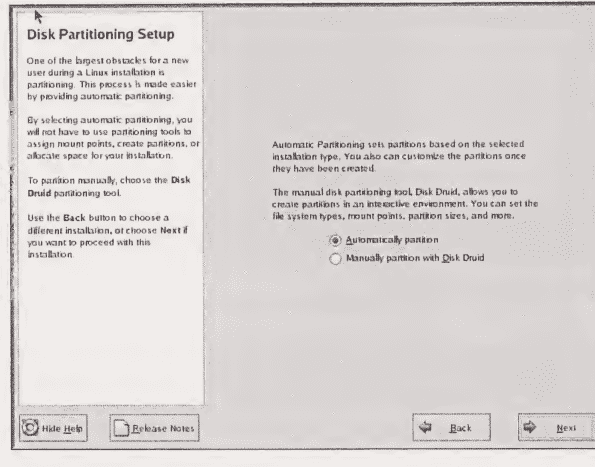 Disk Partitioning Setup
One of the largest obstacles for a new
user during a Linux installation is
partitioning. This process is made easier
by providing automatic partitioning.
By selecting automatic partitioning, you
will not have to use partitioning tools to
assign mount points, create partitions, or
allocate space for your installation.
To partition manually, choose the Disk
Druid partitioning tool.
Use the Back button to choose a
different installation, or choose Next if
you want to proceed with this
installation.
Automatic Partitioning sets partitions based on the selected
installation type. You also can customize the partitions once
they have been created.
The manual disk partitioning tool, Disk Druid, allows you to
create partitions in an interactive environment. You can set the
file system types, mount points, partition sizes, and more.
Automatically partition
Manually partition with Disk Druid
Hide Help
Release Notes
Back
Next